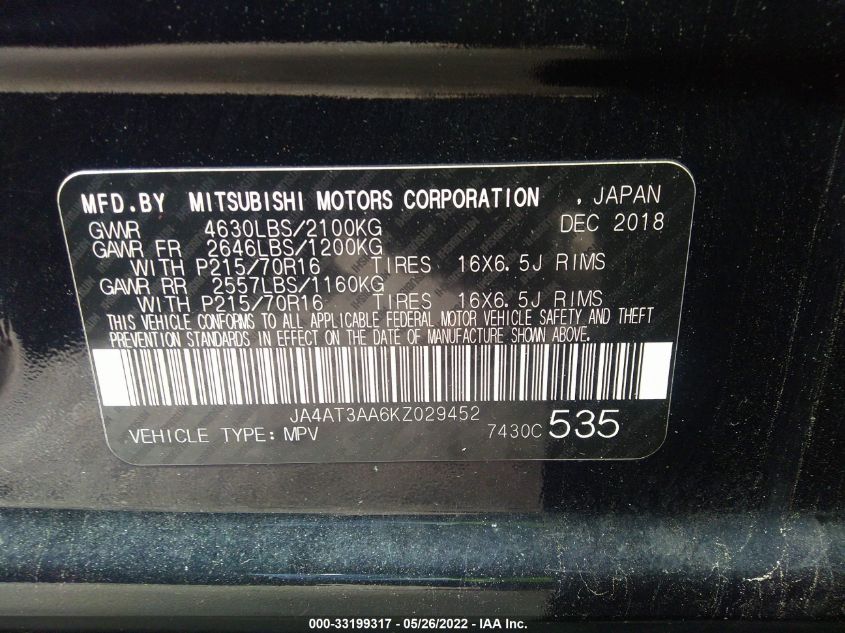 MFD.BY MITSUBISHI MOTORS CORPORATION , JAPAN
GVWR 4630LBS/2100KG DEC 2018
GAWR FR 2646LBS/1200KG
WITH P215/70R16 TIRES 16X6.5J RIMS
GAWR RR 2557LBS/1160KG
WITH P215/70R16 TIRES 16X6.5J RIMS
THIS VEHICLE CONFORMS TO ALL APPLICABLE FEDERAL MOTOR VEHICLE SAFETY AND THEFT
PREVENTION STANDARDS IN EFFECT ON THE DATE OF MANUFACTURE SHOWN ABOVE.
JA4AT3AA6KZ029452
VEHICLE TYPE:MPV 7430C 535
000-33199317 - 05/26/2022 - IAA Inc.